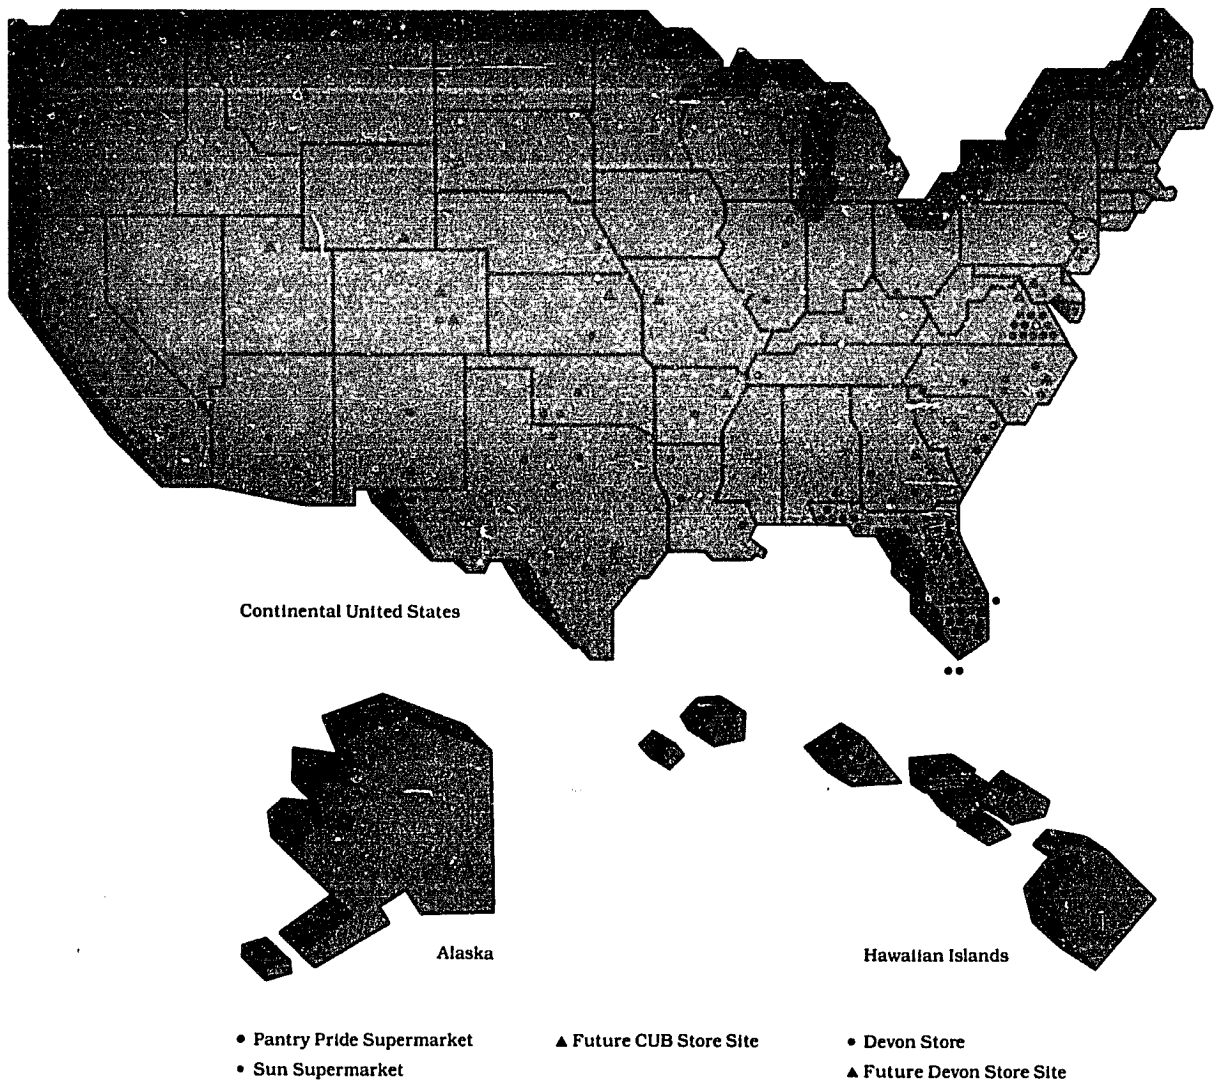 Continental United States
Alaska
Hawaiian Islands
Pantry Pride Supermarket
Future CUB Store Site
Devon Store
Sun Supermarket
Future Devon Store Site